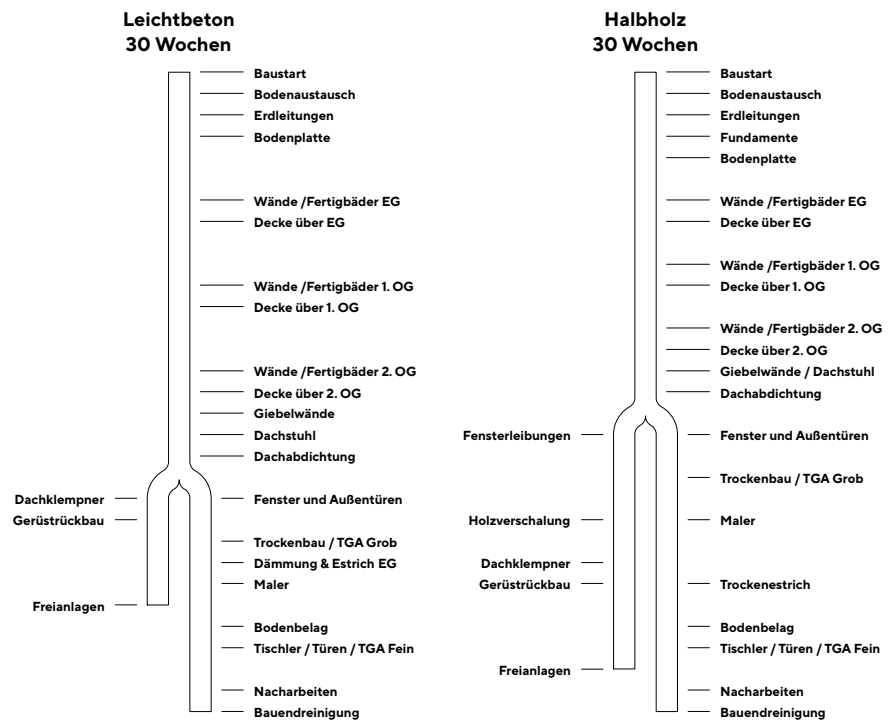 Leichtbeton
30 Wochen
Baustart
Bodenaustausch
Erdleitungen
Bodenplatte
Wände /Fertigbäder EG
Decke über EG
Wände /Fertigbäder 1. OG
Decke über 1. OG
Wände /Fertigbäder 2. OG
Decke über 2. OG
Giebelwände
Dachstuhl
Dachabdichtung
Dachklempner
Fenster und Außentüren
Gerüstrückbau
Trockenbau / TGA Grob
Dämmung & Estrich EG
Maler
Freianlagen
Bodenbelag
Tischler / Türen / TGA Fein
Nacharbeiten
Bauendreinigung
Halbholz
30 Wochen
Baustart
Bodenaustausch
Erdleitungen
Fundamente
Bodenplatte
Wände /Fertigbäder EG
Decke über EG
Wände /Fertigbäder 1. OG
Decke über 1. OG
Wände /Fertigbäder 2. OG
Decke über 2. OG
Giebelwände / Dachstuhl
Dachabdichtung
Fensterleibungen
Fenster und Außentüren
Trockenbau / TGA Grob
Holzverschalung
Maler
Dachklempner
Gerüstrückbau
Trockenestrich
Bodenbelag
Tischler / Türen / TGA Fein
Freianlagen
Nacharbeiten
Bauendreinigung